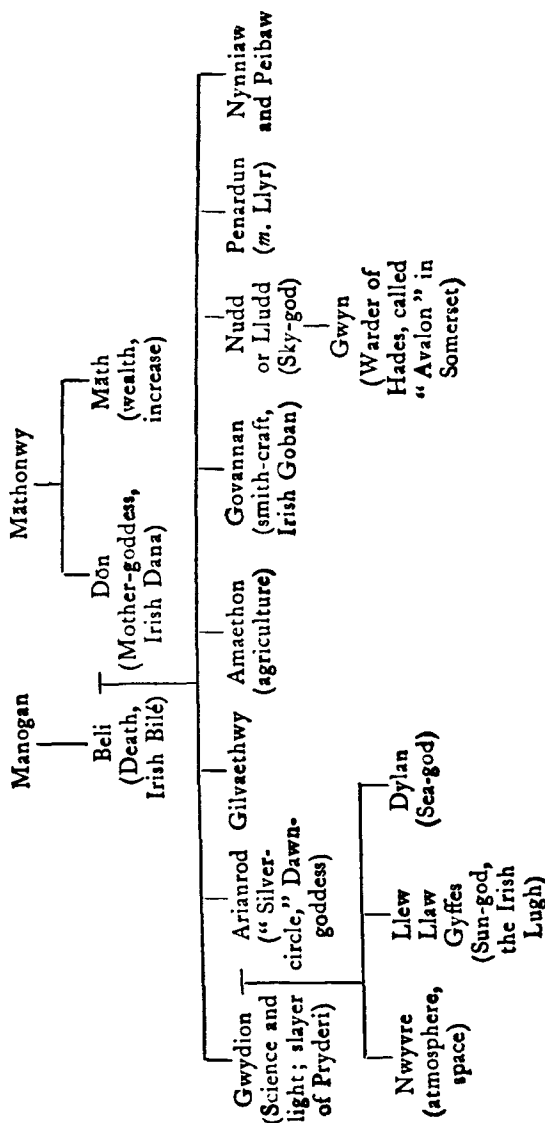 Manogan
Māthonwy
Beli
(Death,
Irish Bilé)
Dōn
(Mother-goddess,
Irish Dana)
Māth
(wealth,
increase)
Gwydion
(Science and
light; slayer
of Pryderi)
Arianrod
("Silver-
circle," Dawn-
goddess)
Gilvaethwy
Amaethon
(agriculture)
Govannan
(smith-craft,
Irish Goban)
Nudd
or Lludd
(Sky-god)
Penardun
(m. Llyr)
Nynniaw
and Peibaw
Gwyn
(Warder of
Hades, called
"Avalon" in
Somerset)
Nwyvre
(atmosphere,
space)
Llew
Llaw
Gyffes
(Sun-god,
the Irish
Lugh)
Dylan
(Sea-god)